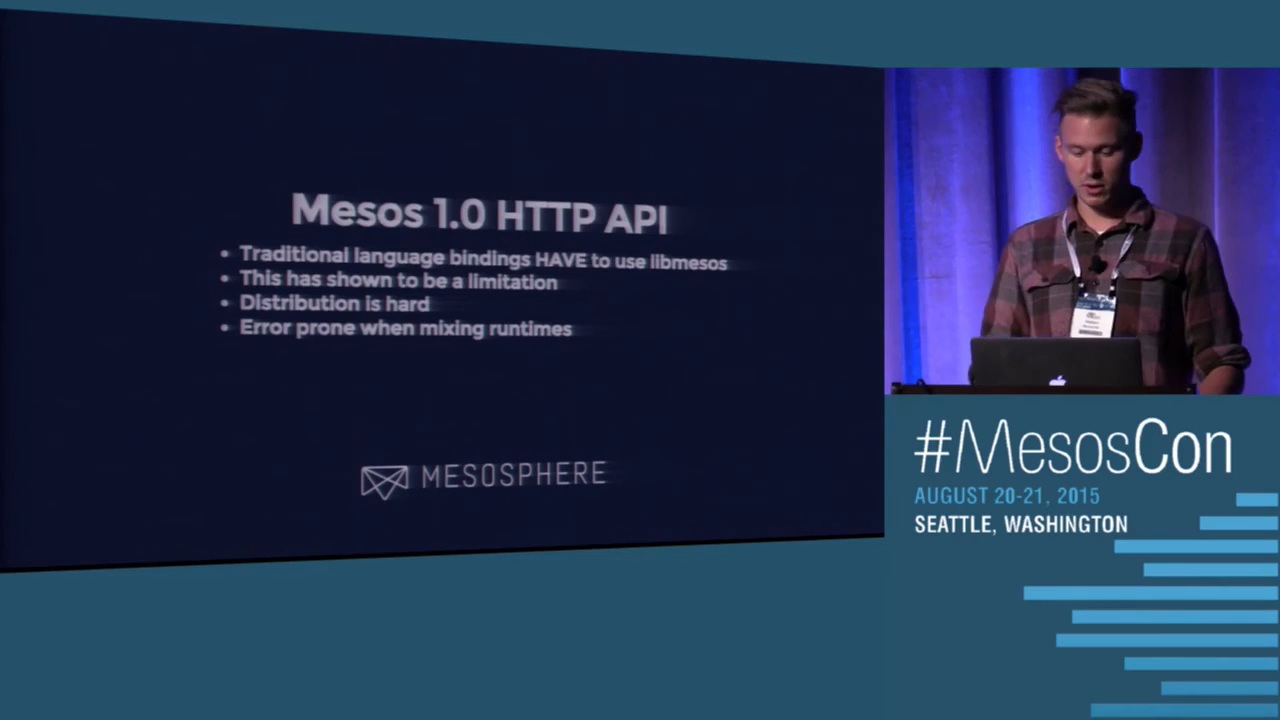 Mesos 1.0 HTTP API
• Traditional language bindings HAVE to use libmesos
• This has shown to be a limitation
• Distribution is hard
• Error prone when mixing runtimes
MESOSPHERE
#MesosCon
AUGUST 20-21, 2015
SEATTLE, WASHINGTON